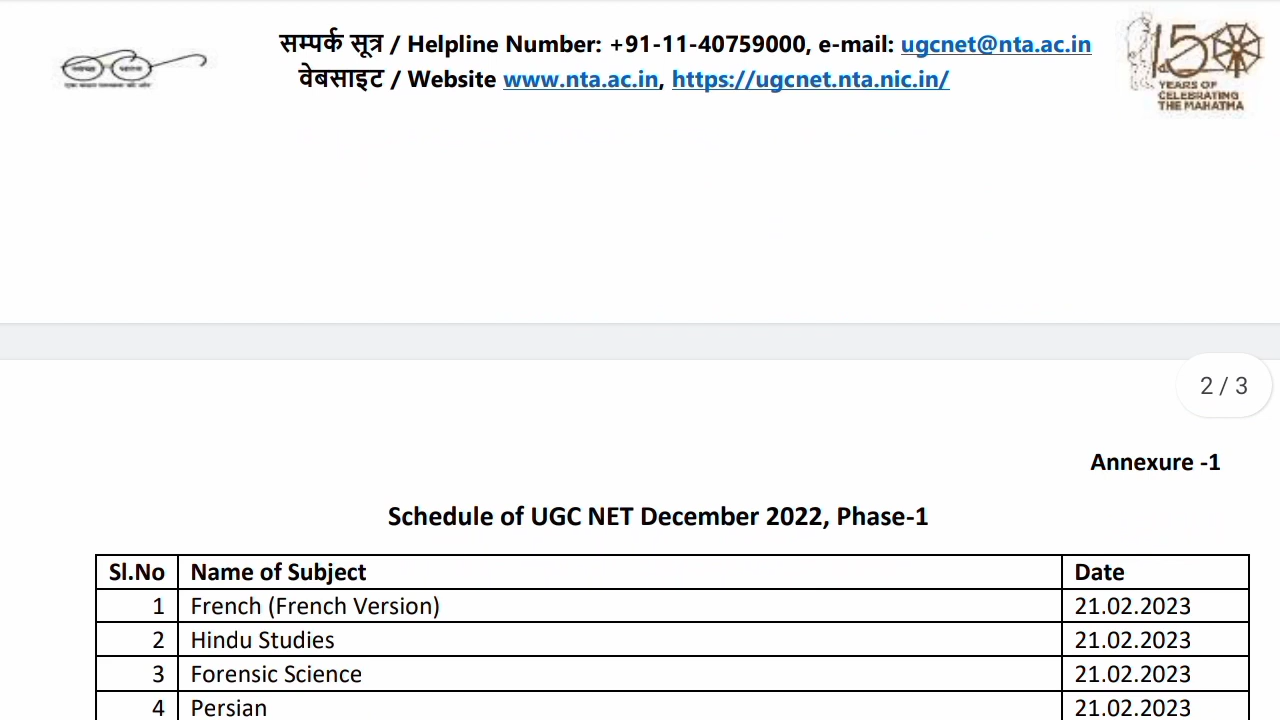 सम्पर्क सूत्र / Helpline Number: +91-11-40759000, e-mail: ugcnet@nta.ac.in
वेबसाइट / Website www.nta.ac.in, https://ugcnet.nta.nic.in/
150
YEARS OF
CELEBRATING
THE MAHATMA
2 / 3
Annexure -1
Schedule of UGC NET December 2022, Phase-1
Sl.No Name of Subject Date
1 French (French Version) 21.02.2023
2 Hindu Studies 21.02.2023
3 Forensic Science 21.02.2023
4 Persian 21.02.2023